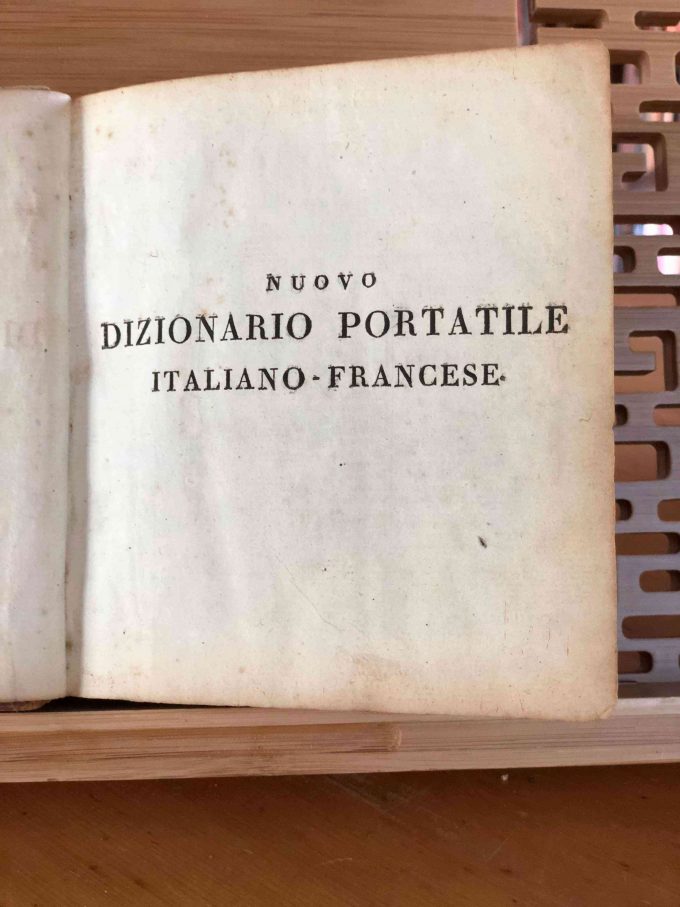 NUOVO
DIZIONARIO PORTATILE
ITALIANO-FRANCESE.